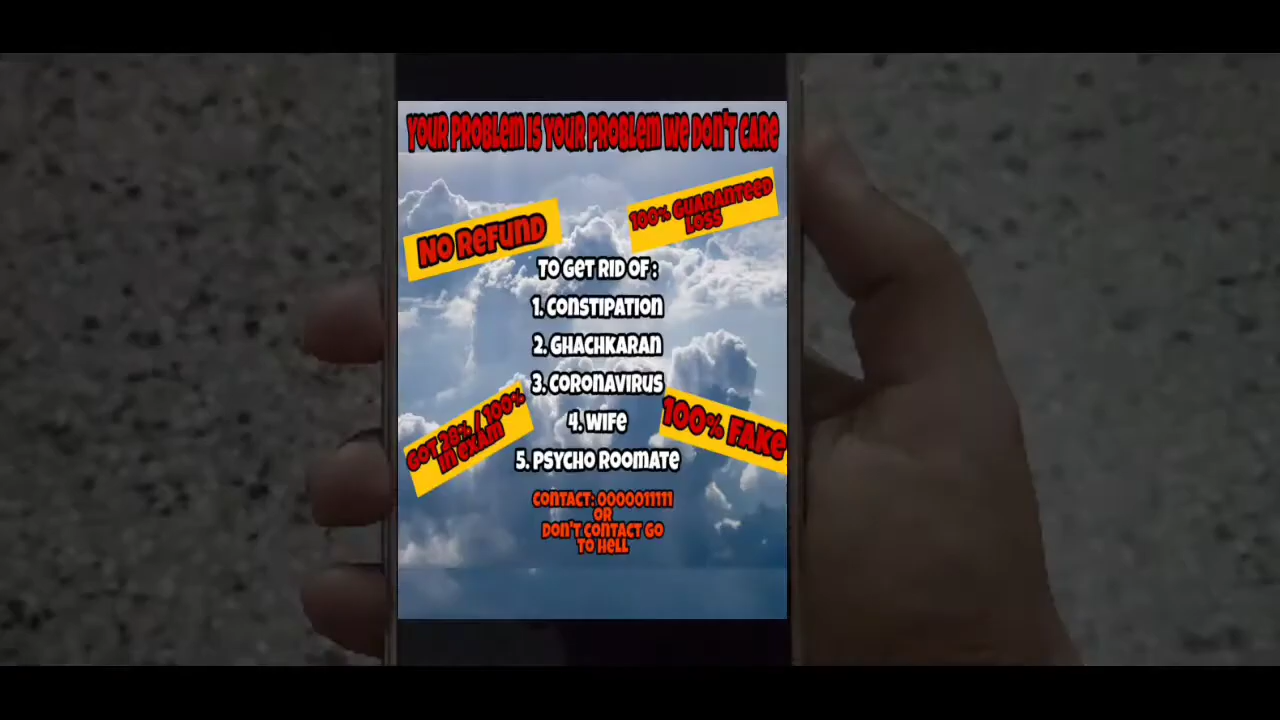 YOUR PROBLEM IS YOUR PROBLEM WE DON'T CARE
NO REFUND
100% GUARANTEED
LOSS
TO GET RID OF :
1. CONSTIPATION
2. GHACHKARAN
3. CORONAVIRUS
4. WIFE
5. PSYCHO ROOMATE
GOT 28% / 100%
IN EXAM
100% FAKE
CONTACT: 0000011111
OR
DON'T CONTACT GO
TO HELL